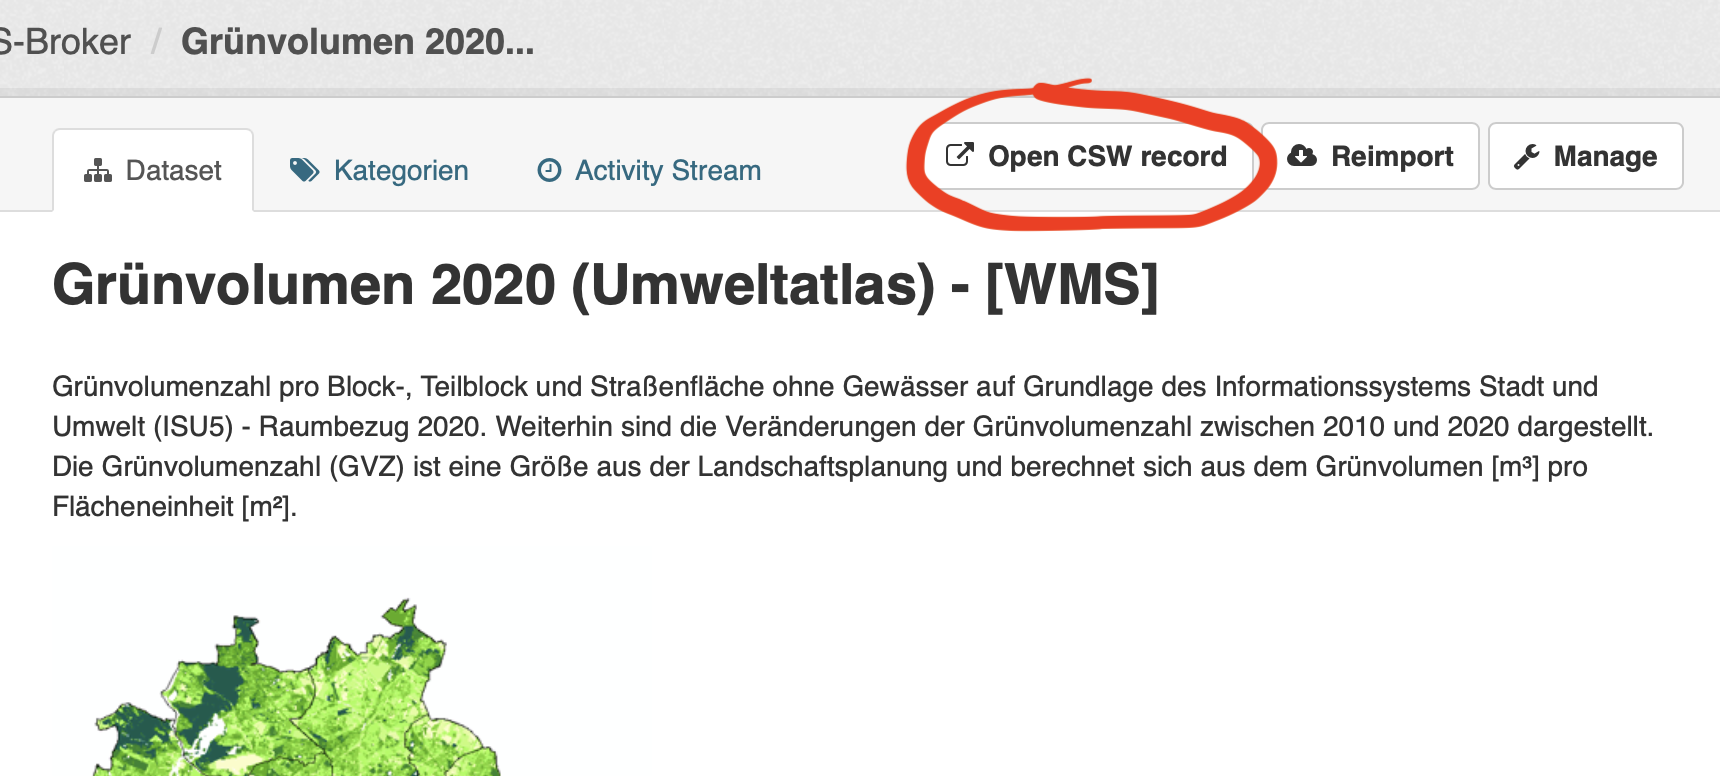 S-Broker / Grünvolumen 2020...
Dataset Kategorien Activity Stream Open CSW record Reimport Manage
Grünvolumen 2020 (Umweltatlas) - [WMS]
Grünvolumenzahl pro Block-, Teilblock und Straßenfläche ohne Gewässer auf Grundlage des Informationssystems Stadt und
Umwelt (ISU5) - Raumbezug 2020. Weiterhin sind die Veränderungen der Grünvolumenzahl zwischen 2010 und 2020 dargestellt.
Die Grünvolumenzahl (GVZ) ist eine Größe aus der Landschaftsplanung und berechnet sich aus dem Grünvolumen [m³] pro
Flächeneinheit [m²].